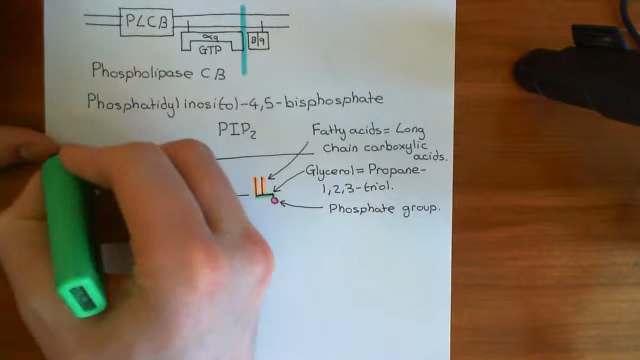 PLCβ
αq
GTP
β γ
Phospholipase Cβ
Phosphatidyl inositol-4,5-bisphosphate
PIP₂
Fatty acids = Long
chain carboxylic
acids.
Glycerol = Propane-
1,2,3-triol.
Phosphate group.